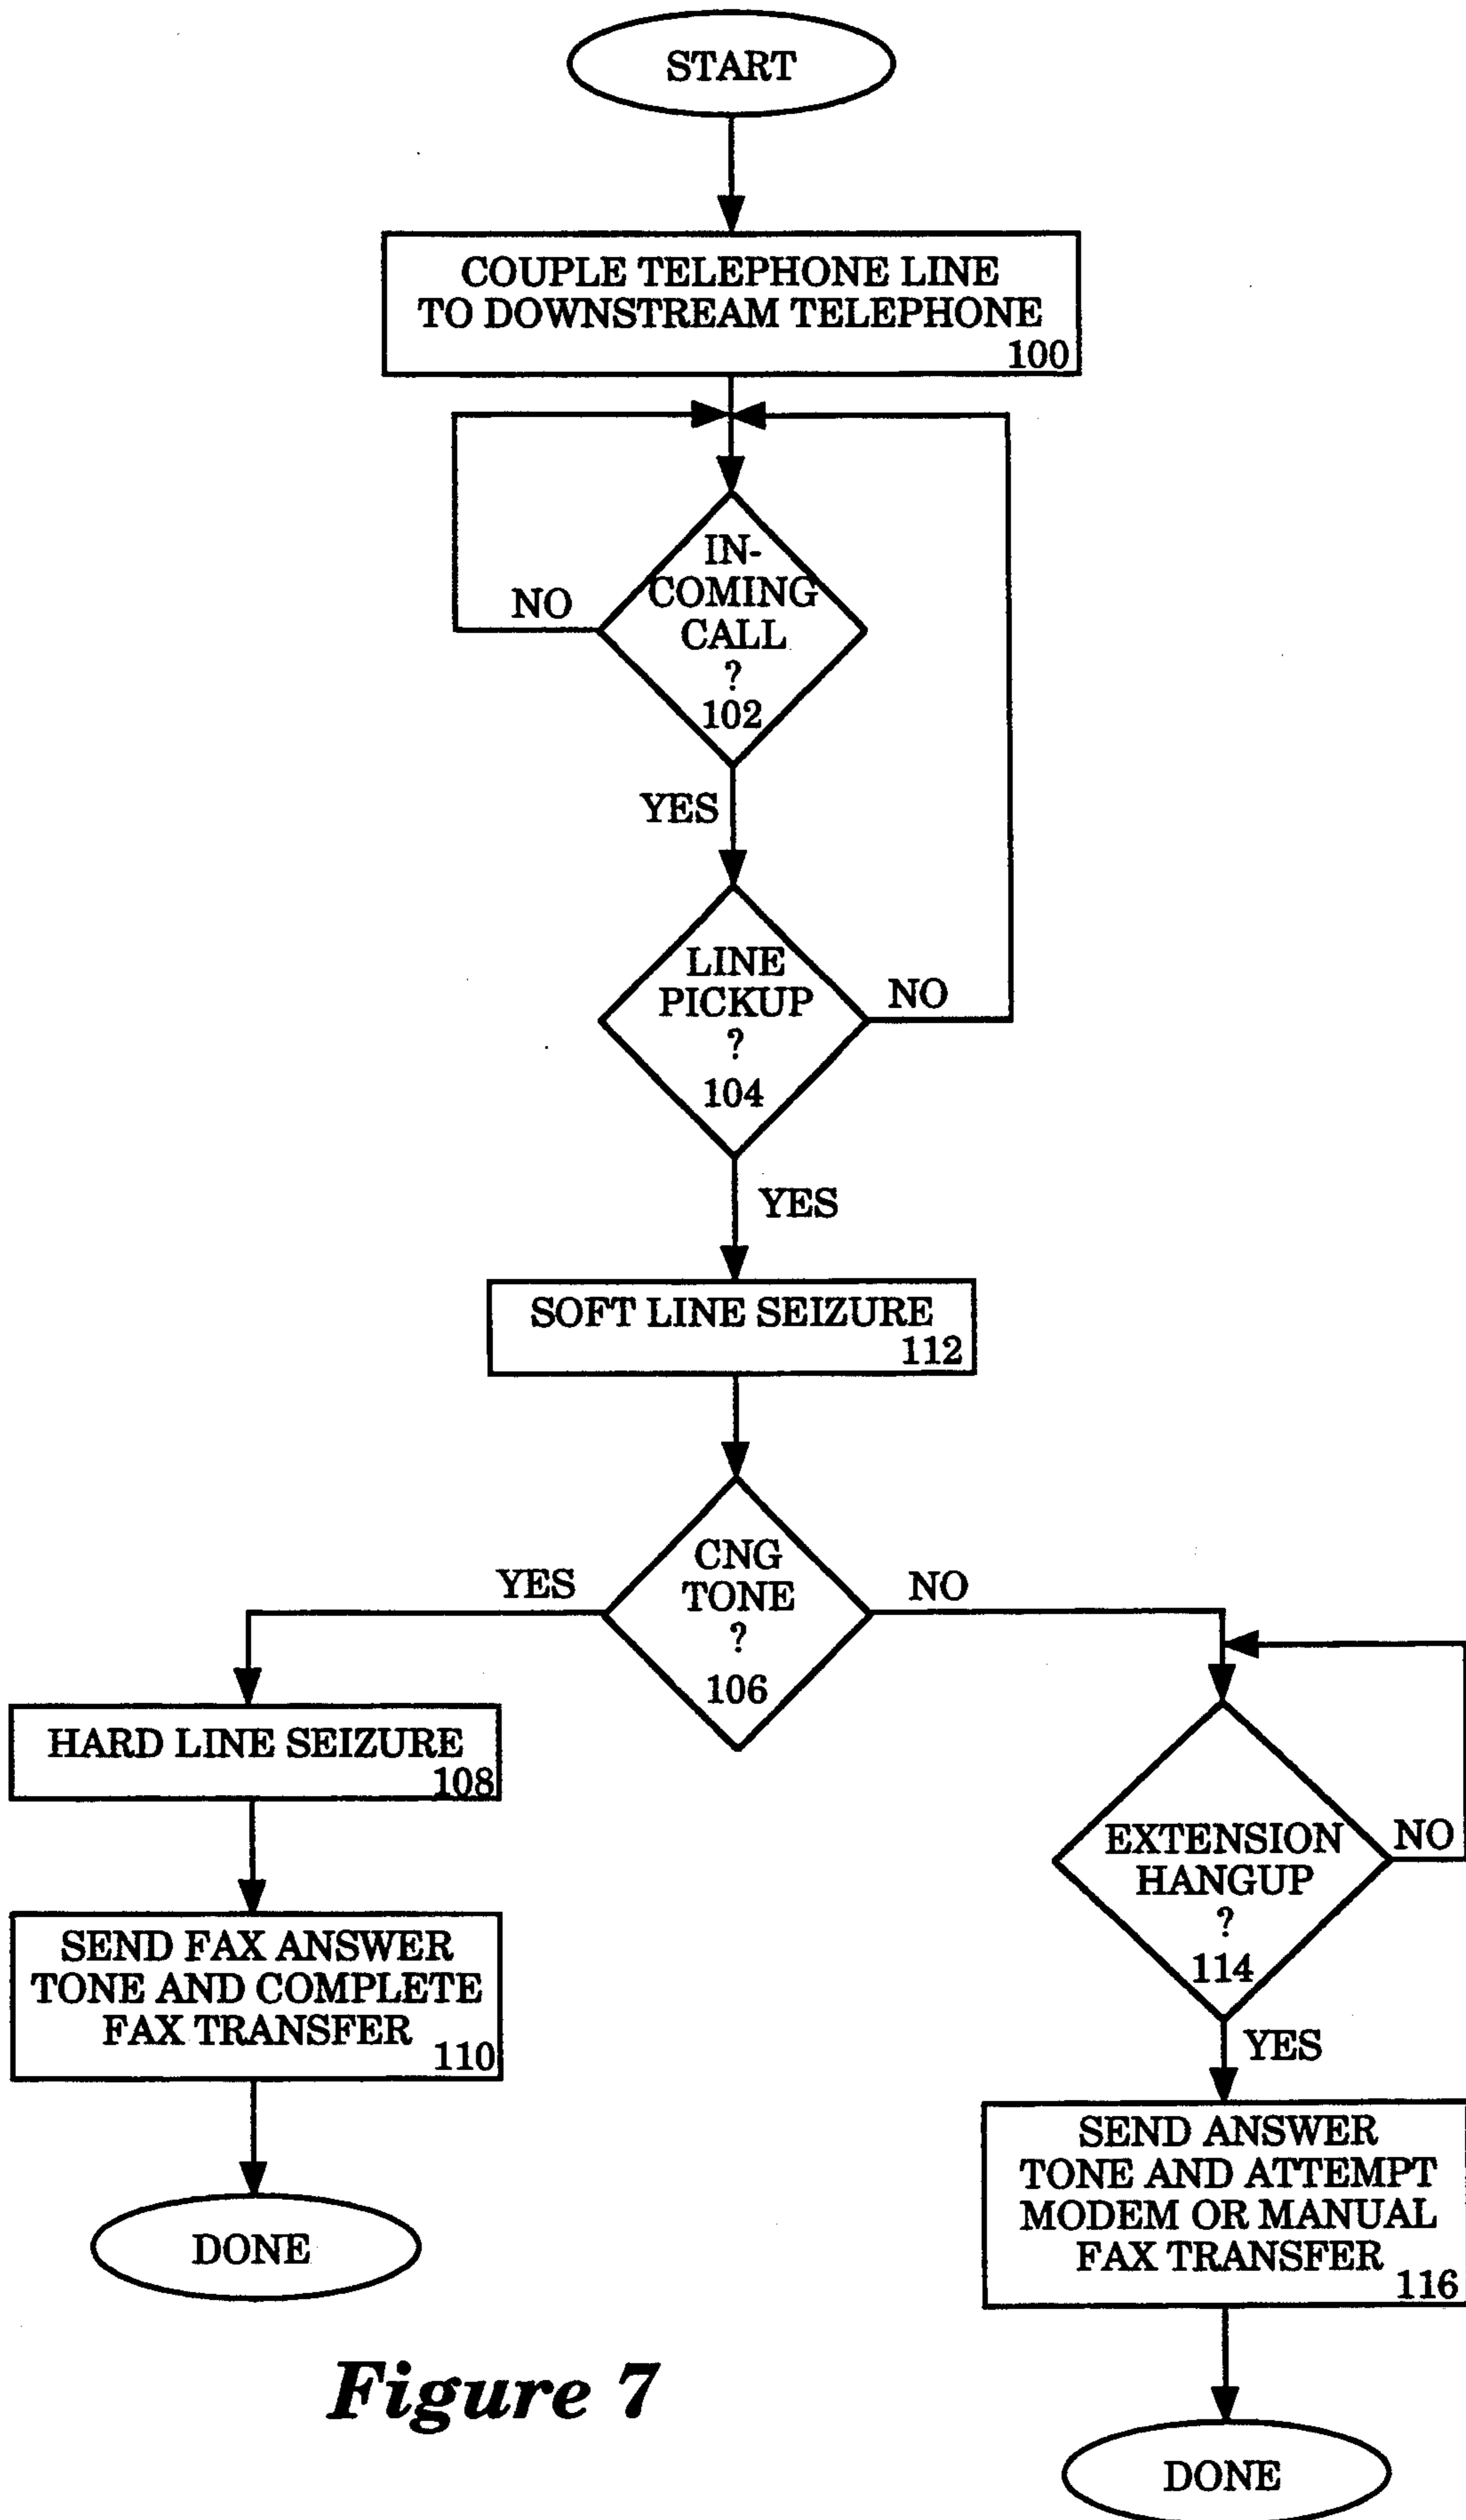 START
COUPLE TELEPHONE LINE
TO DOWNSTREAM TELEPHONE
100
IN-
COMING
CALL
?
102
NO
YES
LINE
PICKUP
?
104
NO
YES
SOFT LINE SEIZURE
112
CNG
TONE
?
106
YES
NO
HARD LINE SEIZURE
108
EXTENSION
HANGUP
?
114
NO
YES
SEND FAX ANSWER
TONE AND COMPLETE
FAX TRANSFER
110
SEND ANSWER
TONE AND ATTEMPT
MODEM OR MANUAL
FAX TRANSFER
116
DONE
DONE
Figure 7